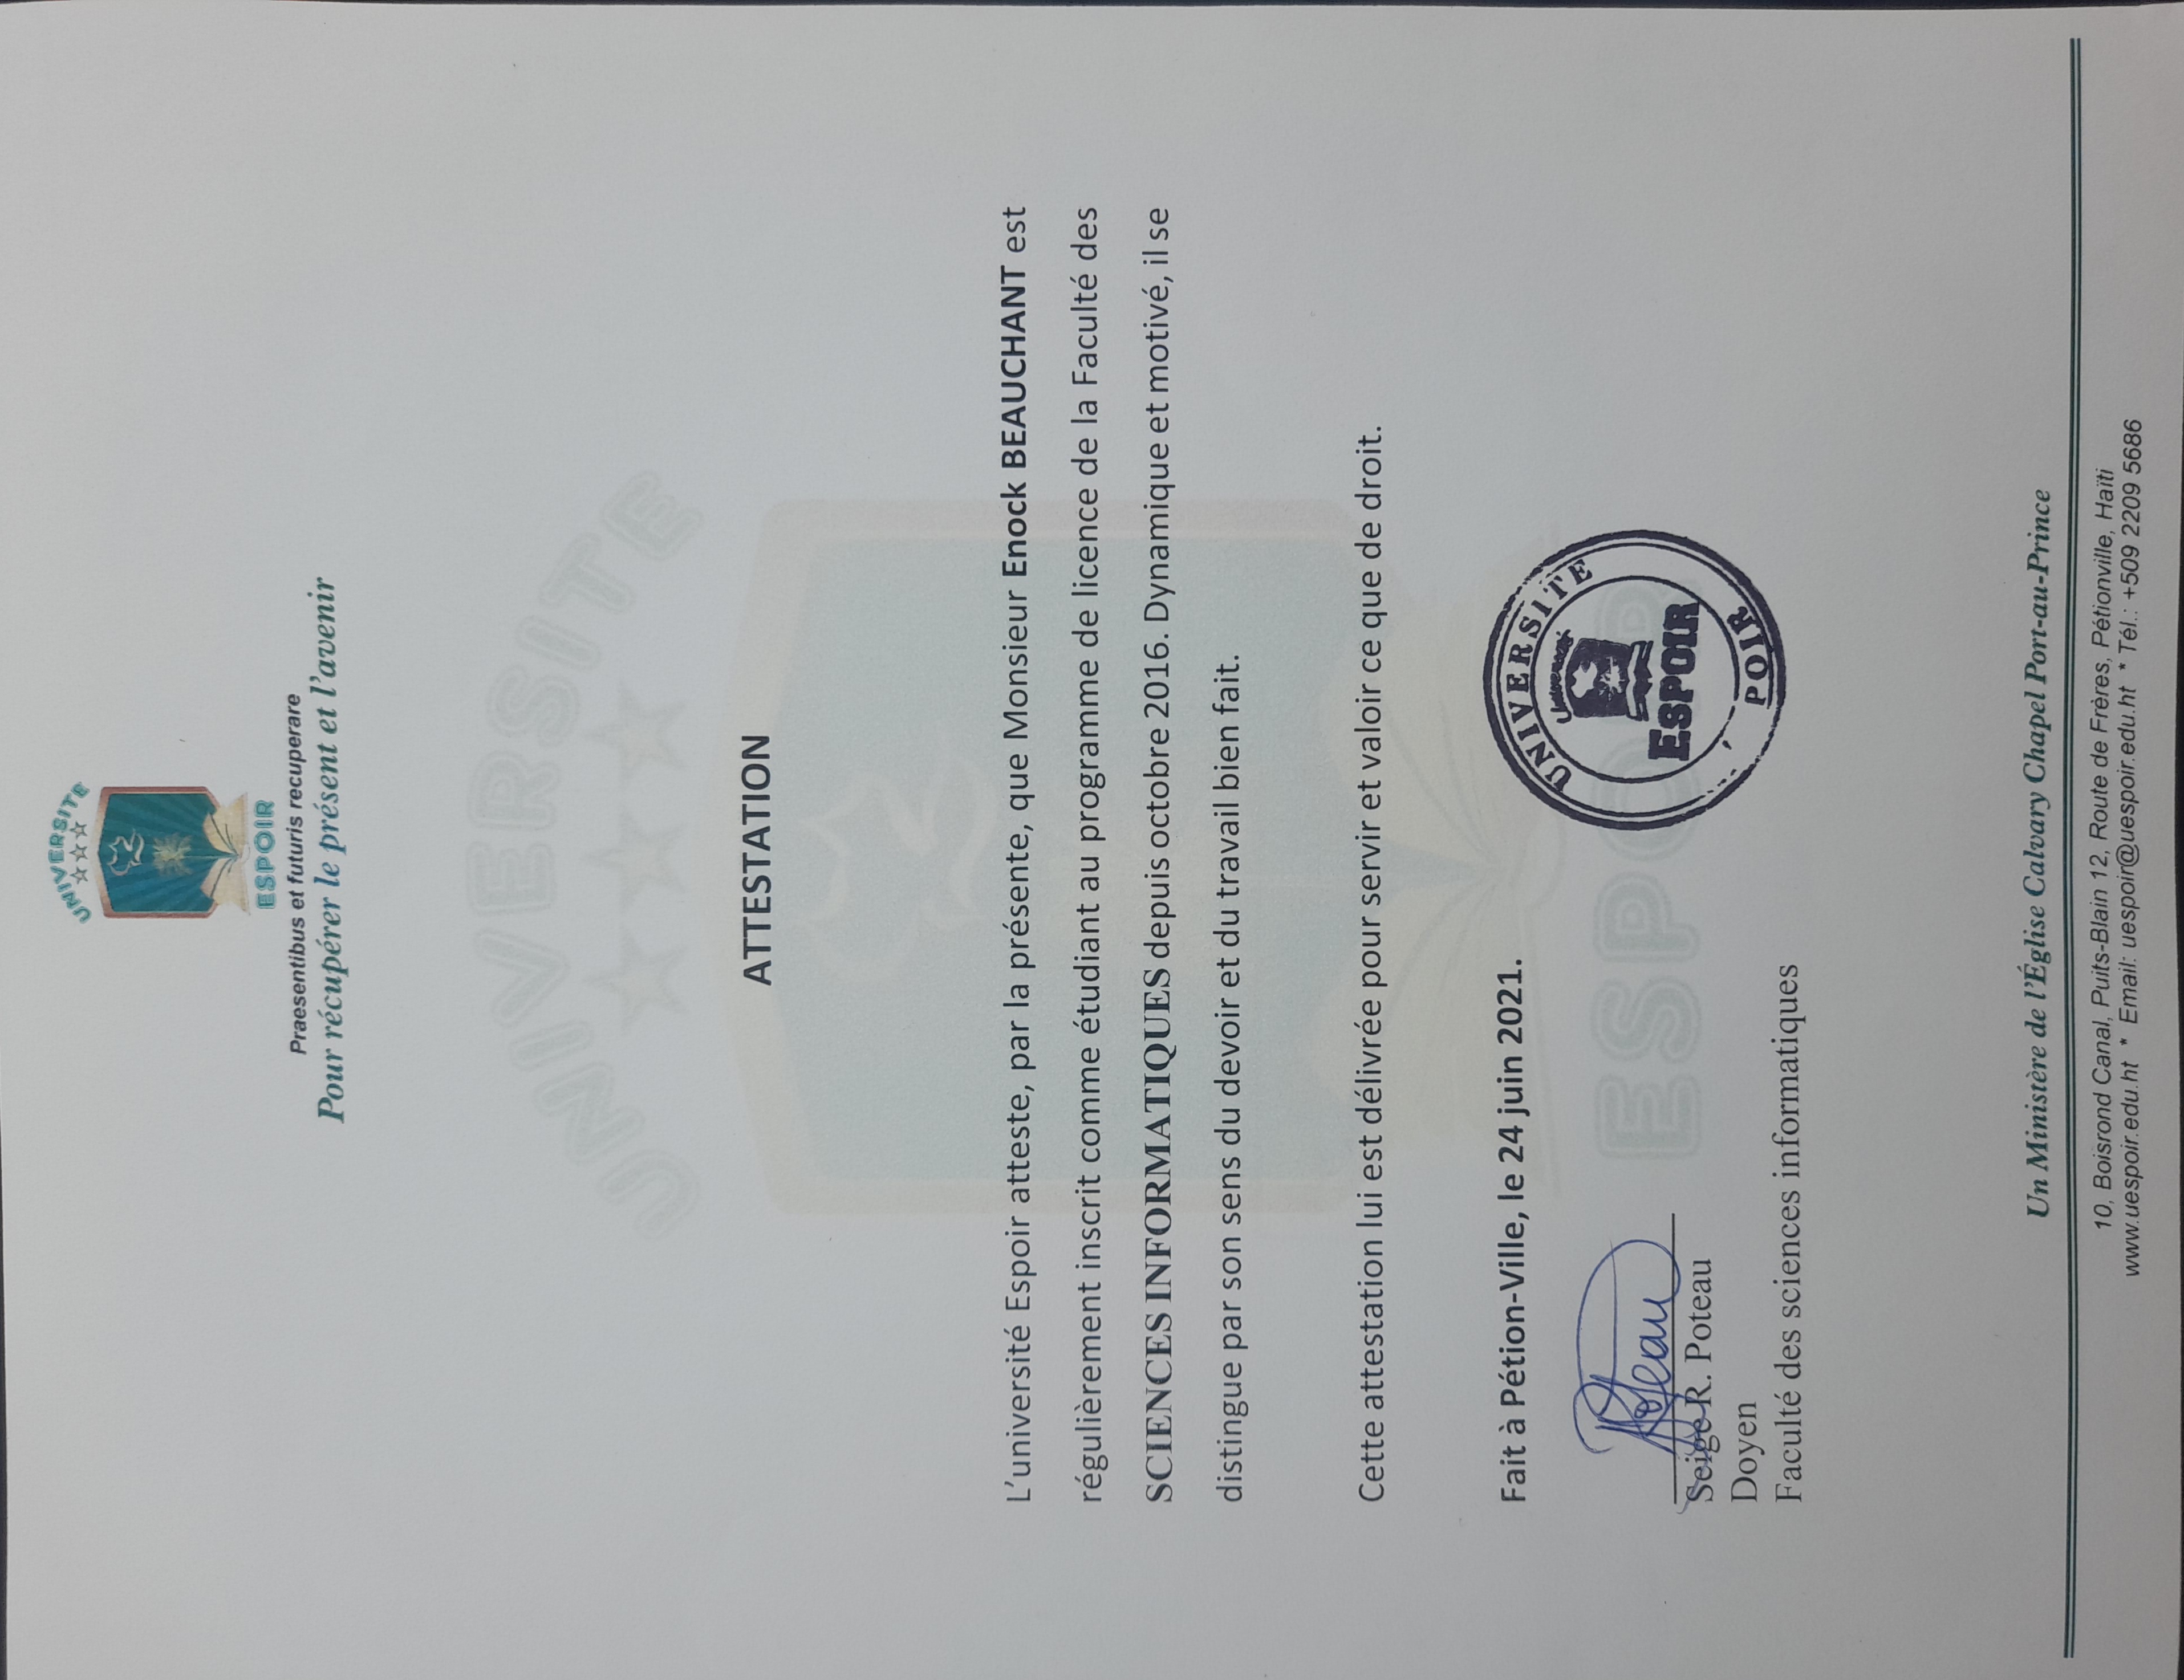 UNIVERSITE
ESPOIR
Praesentibus et futuris recuperare
Pour récupérer le présent et l'avenir
UNIVERSITE
ATTESTATION
L'université Espoir atteste, par la présente, que Monsieur Enock BEAUCHANT est
régulièrement inscrit comme étudiant au programme de licence de la Faculté des
SCIENCES INFORMATIQUES depuis octobre 2016. Dynamique et motivé, il se
distingue par son sens du devoir et du travail bien fait.
Cette attestation lui est délivrée pour servir et valoir ce que de droit.
Fait à Pétion-Ville, le 24 juin 2021.
UNIVERSITE
Université
ESPOIR
POIR
ESPOIR
Poteau
Seige R. Poteau
Doyen
Faculté des sciences informatiques
Un Ministère de l'Église Calvary Chapel Port-au-Prince
10, Boisrond Canal, Puits-Blain 12, Route de Frères, Pétionville, Haïti
www.uespoir.edu.ht * Email: uespoir@uespoir.edu.ht * Tél.: +509 2209 5686